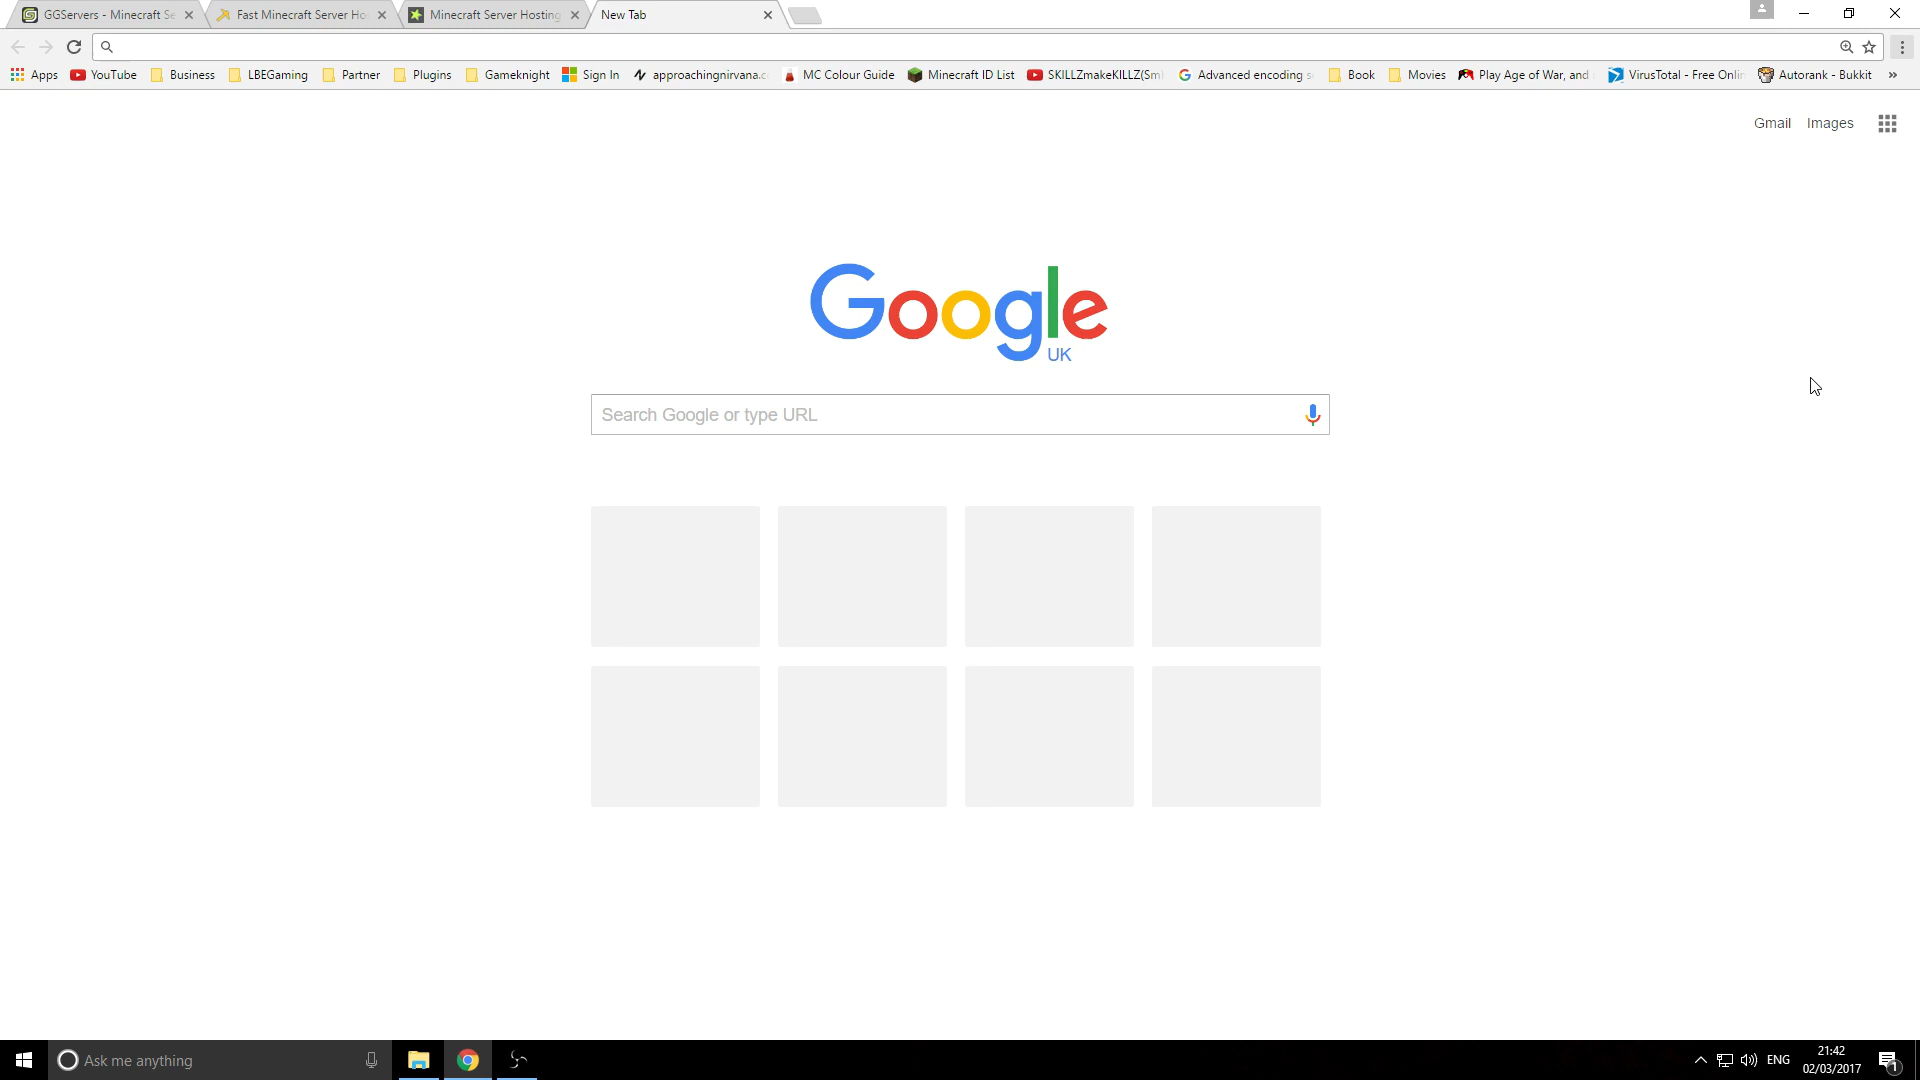 GGServers - Minecraft Se
Fast Minecraft Server Ho
Minecraft Server Hosting
New Tab
Apps YouTube Business LBEGaming Partner Plugins Gameknight Sign In approachingnirvana.c MC Colour Guide Minecraft ID List SKILLZmakeKILLZ(Sm Advanced encoding s Book Movies Play Age of War, and VirusTotal - Free Onlin Autorank - Bukkit »
Gmail Images
Google
UK
Search Google or type URL
Ask me anything
ENG
21:42
02/03/2017
1